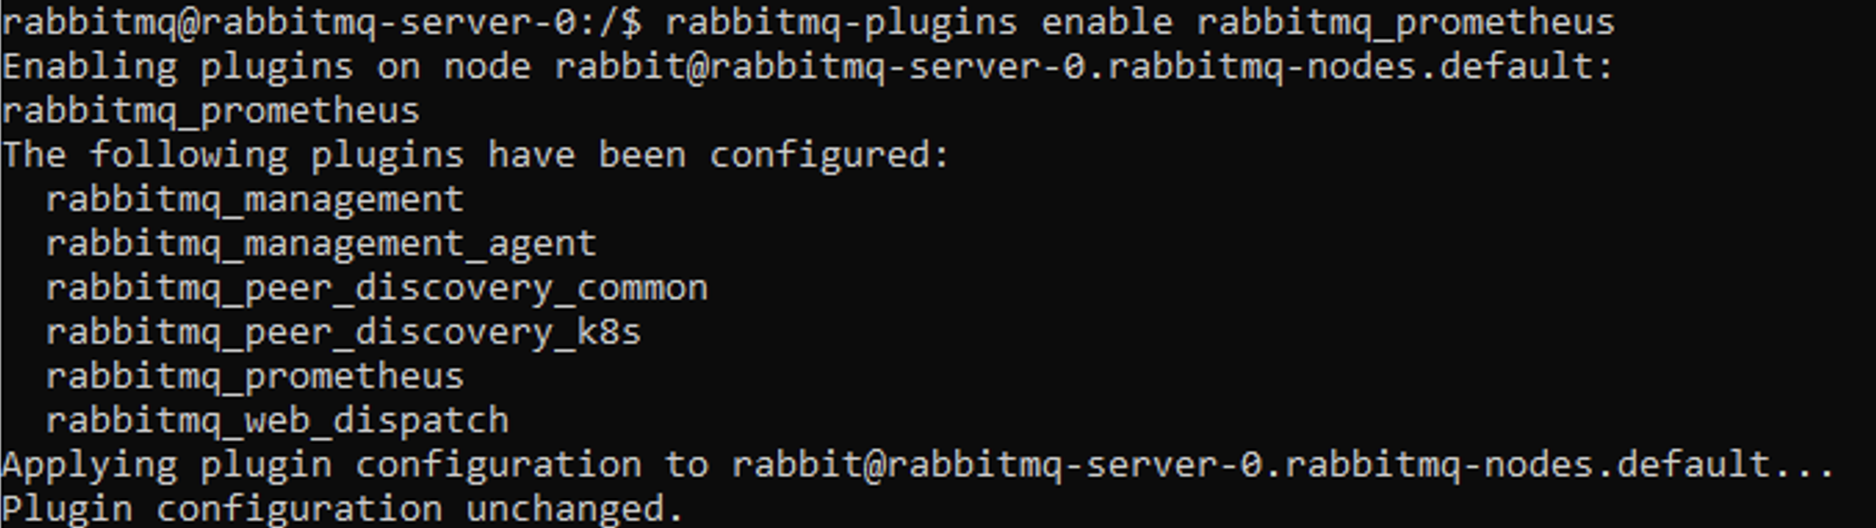 rabbitmq@rabbitmq-server-0:/$ rabbitmq-plugins enable rabbitmq_prometheus
Enabling plugins on node rabbit@rabbitmq-server-0.rabbitmq-nodes.default:
rabbitmq_prometheus
The following plugins have been configured:
  rabbitmq_management
  rabbitmq_management_agent
  rabbitmq_peer_discovery_common
  rabbitmq_peer_discovery_k8s
  rabbitmq_prometheus
  rabbitmq_web_dispatch
Applying plugin configuration to rabbit@rabbitmq-server-0.rabbitmq-nodes.default...
Plugin configuration unchanged.